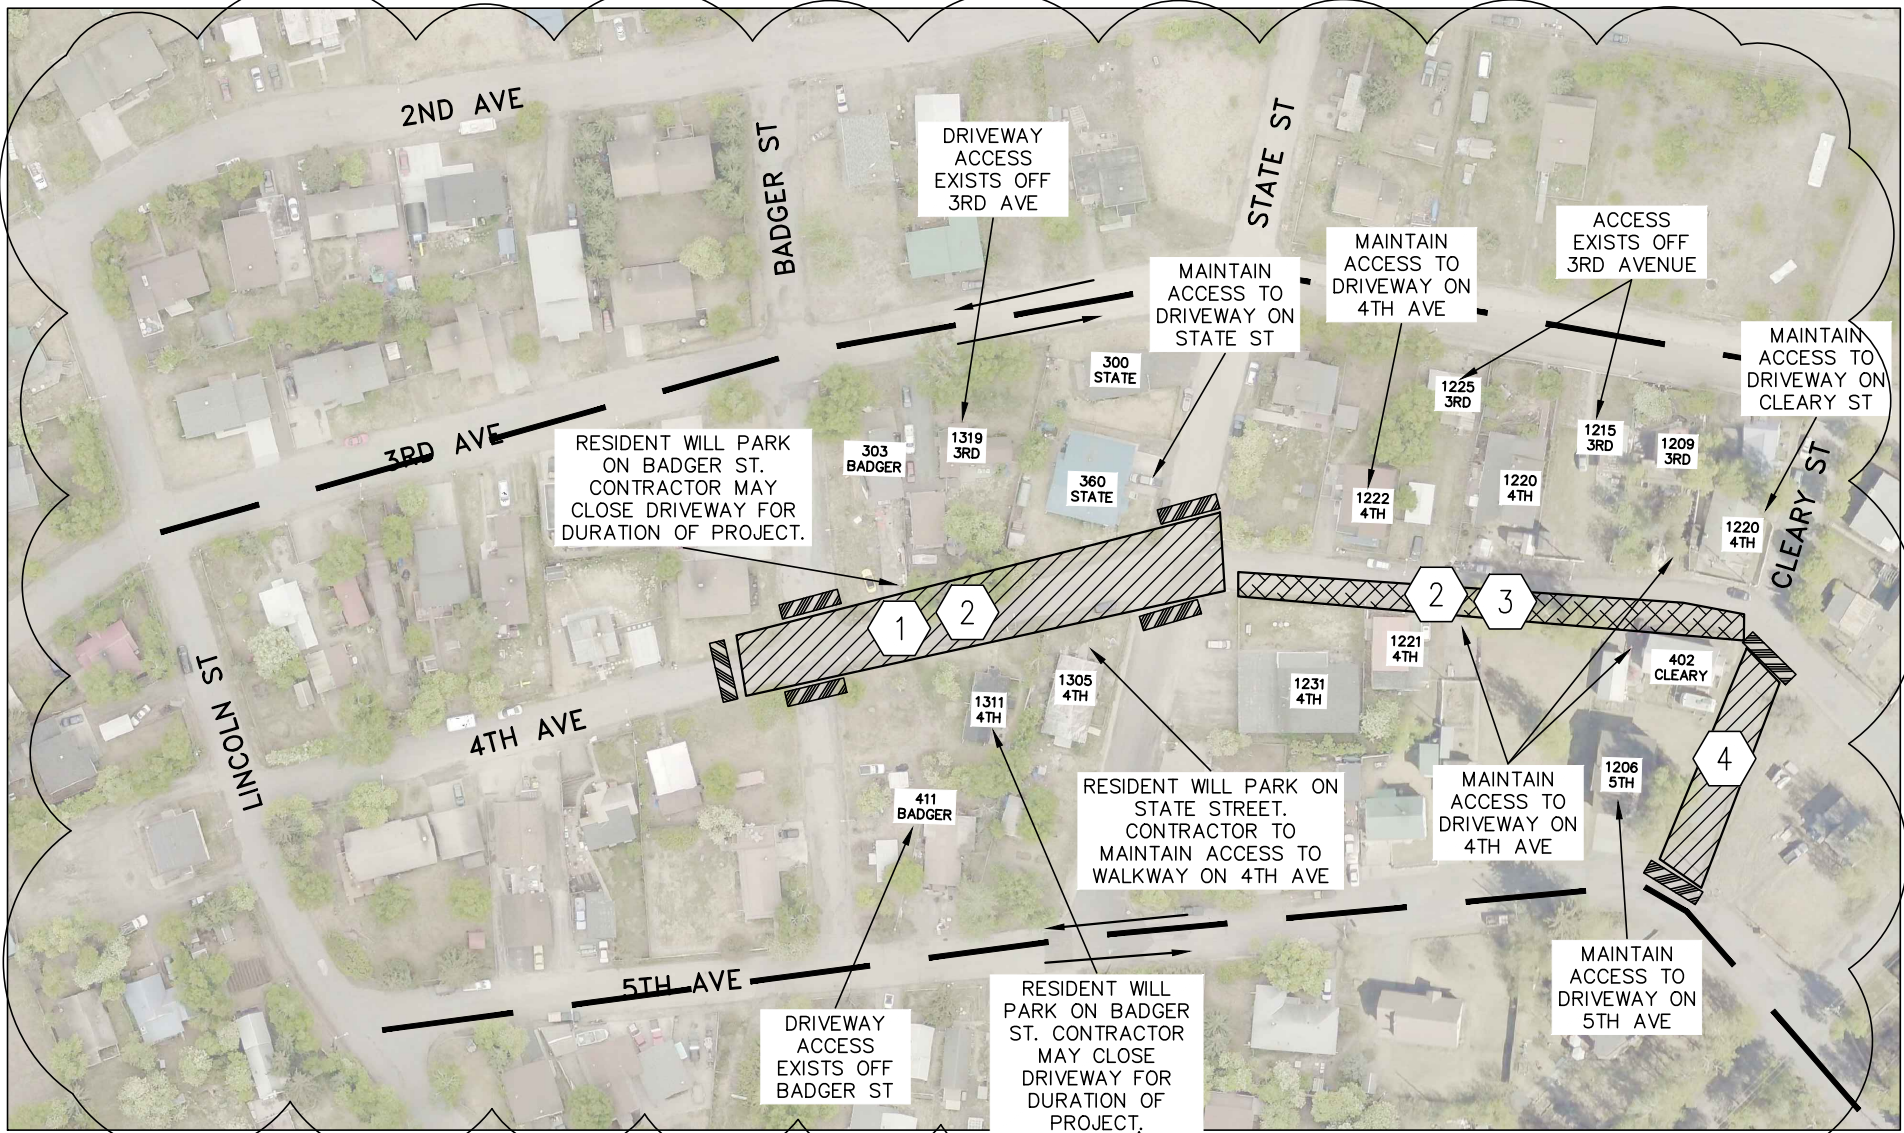 2ND AVE
BADGER ST
STATE ST
DRIVEWAY
ACCESS
EXISTS OFF
3RD AVE
MAINTAIN
ACCESS TO
DRIVEWAY ON
STATE ST
MAINTAIN
ACCESS TO
DRIVEWAY ON
4TH AVE
ACCESS
EXISTS OFF
3RD AVENUE
MAINTAIN
ACCESS TO
DRIVEWAY ON
CLEARY ST
3RD AVE
RESIDENT WILL PARK
ON BADGER ST.
CONTRACTOR MAY
CLOSE DRIVEWAY FOR
DURATION OF PROJECT.
303
BADGER
1319
3RD
300
STATE
360
STATE
1222
4TH
1225
3RD
1220
4TH
1215
3RD
1209
3RD
1220
4TH
CLEARY ST
1
2
2
3
4
LINCOLN ST
4TH AVE
1311
4TH
1305
4TH
1231
4TH
1221
4TH
402
CLEARY
1206
5TH
411
BADGER
RESIDENT WILL PARK ON
STATE STREET.
CONTRACTOR TO
MAINTAIN ACCESS TO
WALKWAY ON 4TH AVE
MAINTAIN
ACCESS TO
DRIVEWAY ON
4TH AVE
5TH AVE
DRIVEWAY
ACCESS
EXISTS OFF
BADGER ST
RESIDENT WILL
PARK ON BADGER
ST. CONTRACTOR
MAY CLOSE
DRIVEWAY FOR
DURATION OF
PROJECT.
MAINTAIN
ACCESS TO
DRIVEWAY ON
5TH AVE